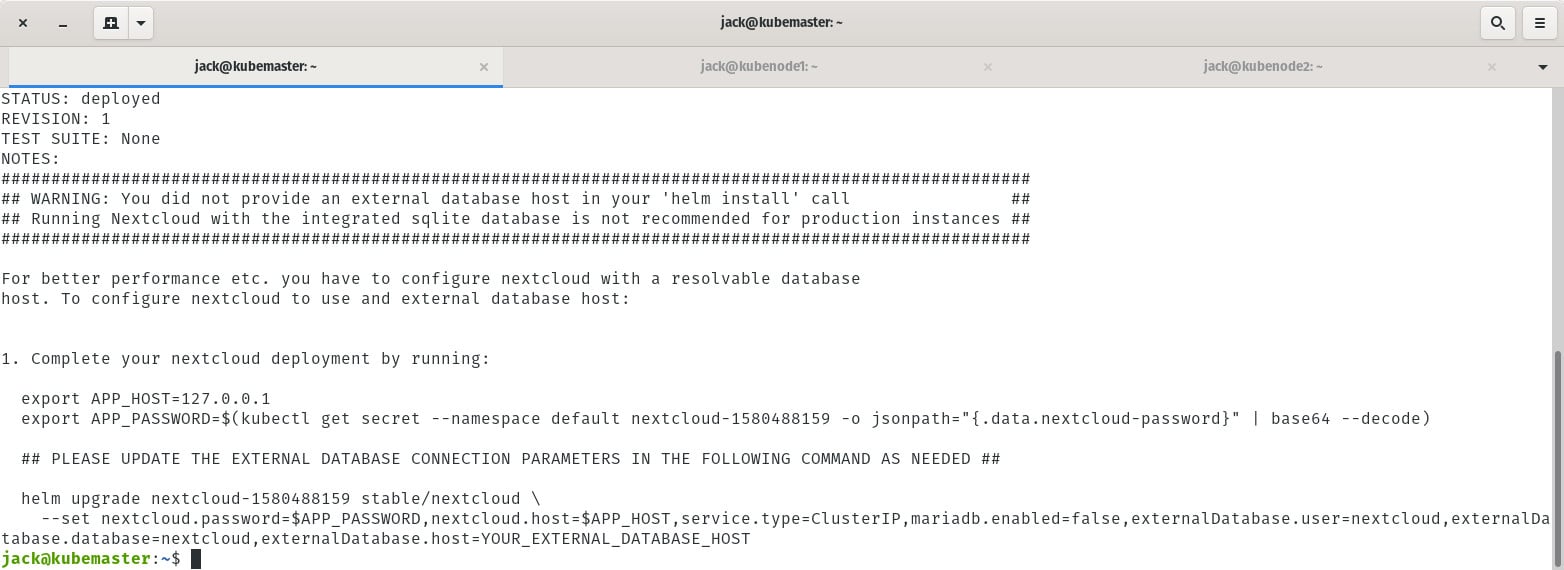 jack@kubemaster: ~
jack@kubemaster: ~
jack@kubenode1: ~
jack@kubenode2: ~
STATUS: deployed
REVISION: 1
TEST SUITE: None
NOTES:
#######################################################################################################
## WARNING: You did not provide an external database host in your 'helm install' call                ##
## Running Nextcloud with the integrated sqlite database is not recommended for production instances ##
#######################################################################################################
For better performance etc. you have to configure nextcloud with a resolvable database
host. To configure nextcloud to use and external database host:
1. Complete your nextcloud deployment by running:
  export APP_HOST=127.0.0.1
  export APP_PASSWORD=$(kubectl get secret --namespace default nextcloud-1580488159 -o jsonpath="{.data.nextcloud-password}" | base64 --decode)
  ## PLEASE UPDATE THE EXTERNAL DATABASE CONNECTION PARAMETERS IN THE FOLLOWING COMMAND AS NEEDED ##
  helm upgrade nextcloud-1580488159 stable/nextcloud \
    --set nextcloud.password=$APP_PASSWORD,nextcloud.host=$APP_HOST,service.type=ClusterIP,mariadb.enabled=false,externalDatabase.user=nextcloud,externalDa
tabase.database=nextcloud,externalDatabase.host=YOUR_EXTERNAL_DATABASE_HOST
jack@kubemaster:~$